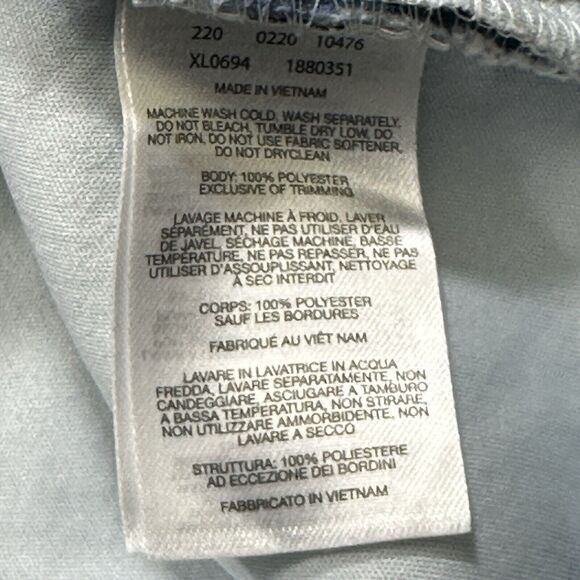 220 0220 10476
XL0694 1880351
MADE IN VIETNAM
MACHINE WASH COLD, WASH SEPARATELY,
DO NOT BLEACH, TUMBLE DRY LOW, DO
NOT IRON, DO NOT USE FABRIC SOFTENER,
DO NOT DRYCLEAN
BODY: 100% POLYESTER
EXCLUSIVE OF TRIMMING
LAVAGE MACHINE À FROID, LAVER
SÉPARÉMENT, NE PAS UTILISER D'EAU
DE JAVEL, SÉCHAGE MACHINE, BASSE
TEMPÉRATURE, NE PAS REPASSER, NE PAS
UTILISER D'ASSOUPLISSANT, NETTOYAGE
À SEC INTERDIT
CORPS: 100% POLYESTER
SAUF LES BORDURES
FABRIQUÉ AU VIÊT NAM
LAVARE IN LAVATRICE IN ACQUA
FREDDA, LAVARE SEPARATAMENTE, NON
CANDEGGIARE, ASCIUGARE A TAMBURO
A BASSA TEMPERATURA, NON STIRARE,
NON UTILIZZARE AMMORBIDENTE, NON
LAVARE A SECCO
STRUTTURA: 100% POLIESTERE
AD ECCEZIONE DEI BORDINI
FABBRICATO IN VIETNAM